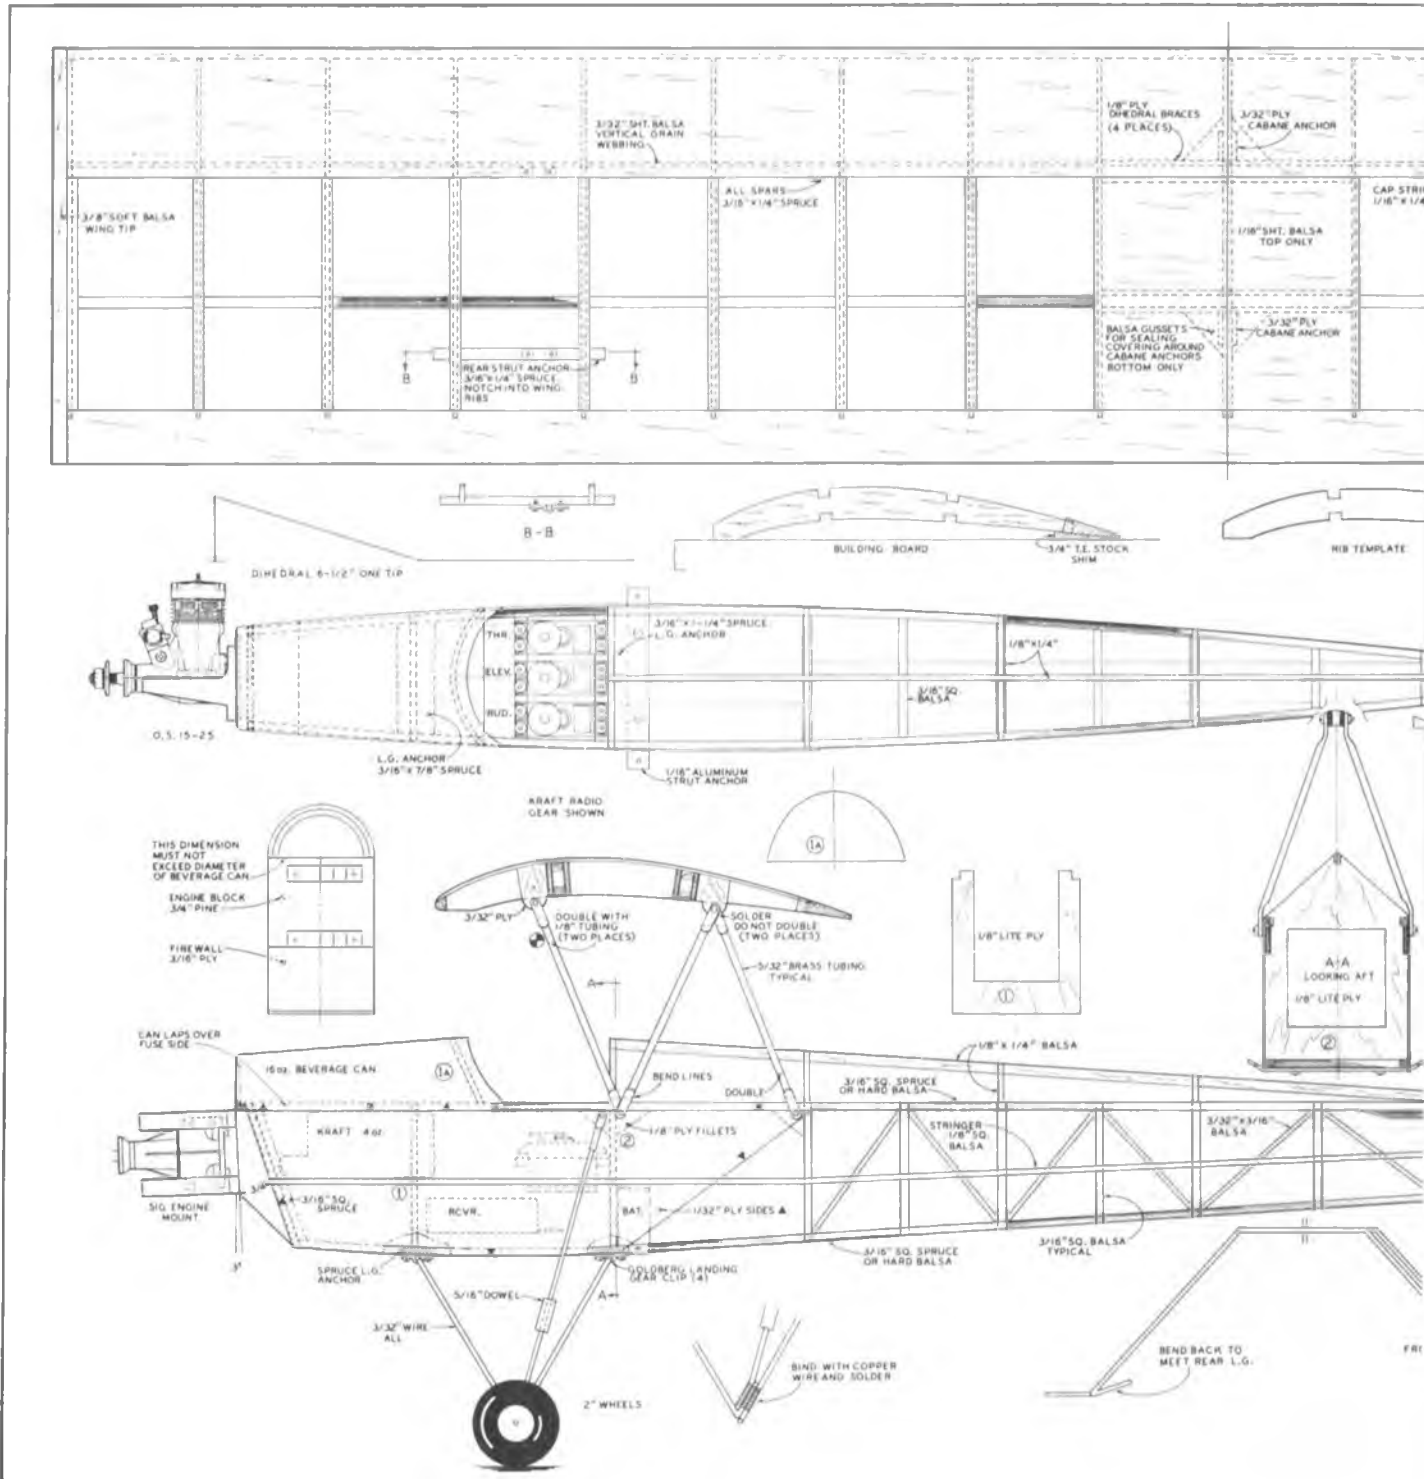 3/32" SHT. BALSA
VERTICAL GRAIN
WEBBING
1/8" PLY
DIHEDRAL BRACES
(4 PLACES)
3/32" PLY
CABANE ANCHOR
3/8" SOFT BALSA
WING TIP
ALL SPARS
3/16" X 1/4" SPRUCE
CAP STRI
1/16" X 1/4
1/16" SHT. BALSA
TOP ONLY
BALSA GUSSETS
FOR SEALING
COVERING AROUND
CABANE ANCHORS
BOTTOM ONLY
3/32" PLY
CABANE ANCHOR
B
B
REAR STRUT ANCHOR
3/16" X 1/4" SPRUCE
NOTCH INTO WING
RIBS
B-B
DIHEDRAL 6-1/2" ONE TIP
BUILDING BOARD
3/4" T.E. STOCK
SHIM
RIB TEMPLATE
THR.
ELEV.
RUD.
3/16" X 1-1/4" SPRUCE
L.G. ANCHOR
1/8" X 1/4"
3/16" SQ.
BALSA
O.S. 15-25
L.G. ANCHOR
3/16" X 7/8" SPRUCE
1/16" ALUMINUM
STRUT ANCHOR
KRAFT RADIO
GEAR SHOWN
1A
THIS DIMENSION
MUST NOT
EXCEED DIAMETER
OF BEVERAGE CAN
ENGINE BLOCK
3/4" PINE
FIREWALL
3/16" PLY
3/32" PLY
DOUBLE WITH
1/8" TUBING
(TWO PLACES)
SOLDER
DO NOT DOUBLE
(TWO PLACES)
5/32" BRASS TUBING
TYPICAL
1/8" LITE PLY
1
A-A
LOOKING AFT
1/8" LITE PLY
2
A
CAN LAPS OVER
FUSE SIDE
16 oz. BEVERAGE CAN
1A
BEND LINES
DOUBLE
1/8" X 1/4" BALSA
3/16" SQ. SPRUCE
OR HARD BALSA
KRAFT 4 oz.
2
1/8" PLY FILLETS
STRINGER
1/8" SQ.
BALSA
3/32" X 3/16"
BALSA
3/16" SQ.
SPRUCE
1
RCVR.
BAT.
1/32" PLY SIDES
SIG ENGINE
MOUNT
3°
SPRUCE L.G.
ANCHOR
GOLDBERG LANDING
GEAR CLIP (4)
3/16" SQ. SPRUCE
OR HARD BALSA
3/16" SQ. BALSA
TYPICAL
5/16" DOWEL
A
3/32" WIRE
ALL
BIND WITH COPPER
WIRE AND SOLDER
BEND BACK TO
MEET REAR L.G.
FRI
2" WHEELS